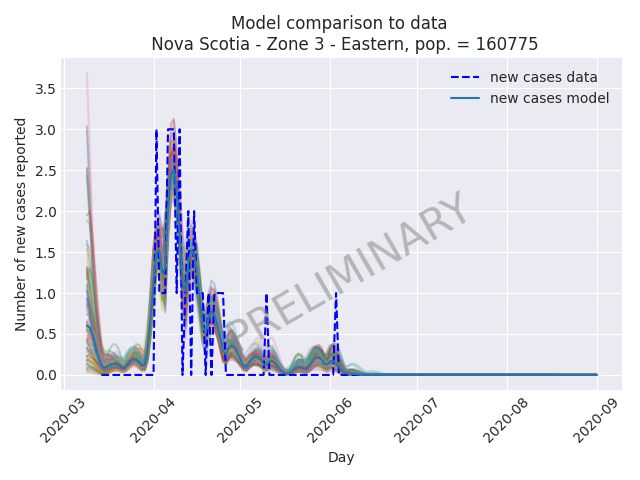 Model comparison to data
Nova Scotia - Zone 3 - Eastern, pop. = 160775
new cases data
new cases model
Number of new cases reported
3.5
3.0
2.5
2.0
1.5
1.0
0.5
0.0
PRELIMINARY
2020-03
2020-04
2020-05
2020-06
2020-07
2020-08
2020-09
Day